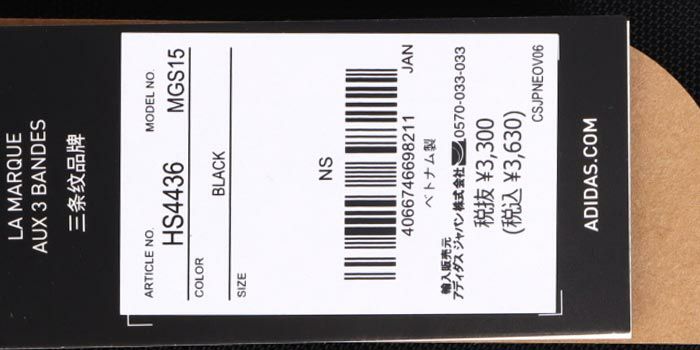 LA MARQUE
AUX 3 BANDES
三条纹品牌
ARTICLE NO. MODEL NO.
HS4436 MGS15
COLOR
BLACK
SIZE
NS
JAN
4066746698211
ベトナム製
輸入販売元
アディダス ジャパン株式会社 0570-033-033
税抜 ¥3,300
(税込 ¥3,630)
CSJPNEOV06
ADIDAS.COM